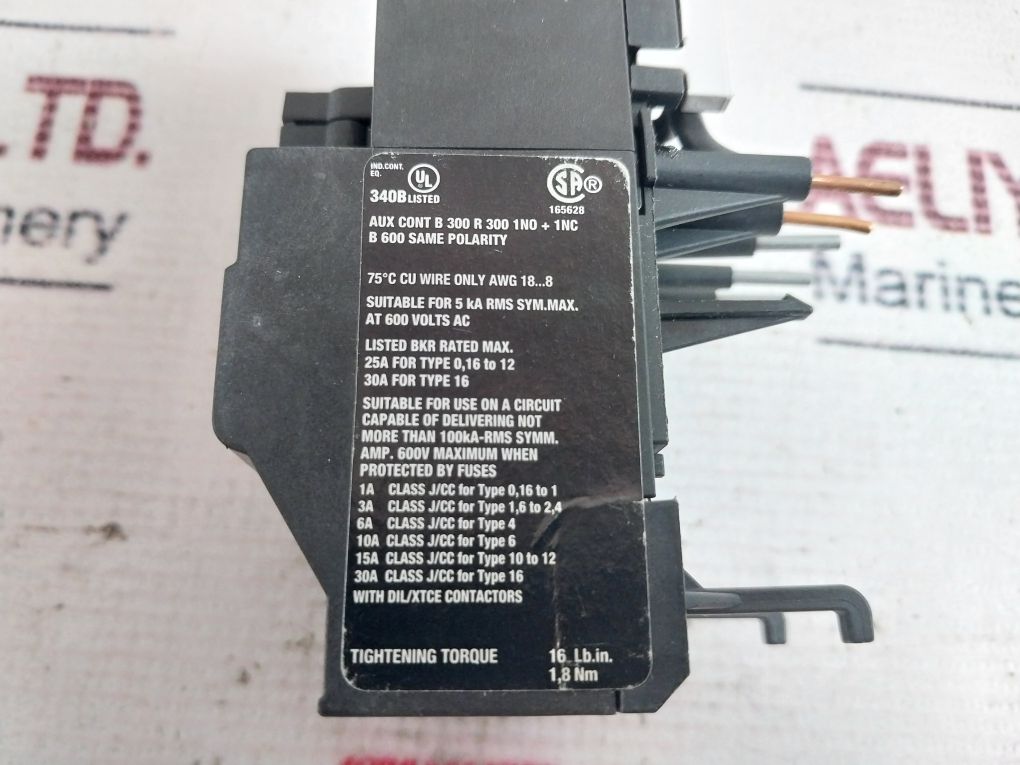 LTD.
inery
AELIY
Marine
IND.CONT.
EQ.
340B
UL
LISTED
SA ®
165628
AUX CONT B 300 R 300 1NO + 1NC
B 600 SAME POLARITY
75°C CU WIRE ONLY AWG 18...8
SUITABLE FOR 5 kA RMS SYM.MAX.
AT 600 VOLTS AC
LISTED BKR RATED MAX.
25A FOR TYPE 0,16 to 12
30A FOR TYPE 16
SUITABLE FOR USE ON A CIRCUIT
CAPABLE OF DELIVERING NOT
MORE THAN 100kA-RMS SYMM.
AMP. 600V MAXIMUM WHEN
PROTECTED BY FUSES
1A CLASS J/CC for Type 0,16 to 1
3A CLASS J/CC for Type 1,6 to 2,4
6A CLASS J/CC for Type 4
10A CLASS J/CC for Type 6
15A CLASS J/CC for Type 10 to 12
30A CLASS J/CC for Type 16
WITH DIL/XTCE CONTACTORS
TIGHTENING TORQUE 16 Lb.in.
1,8 Nm